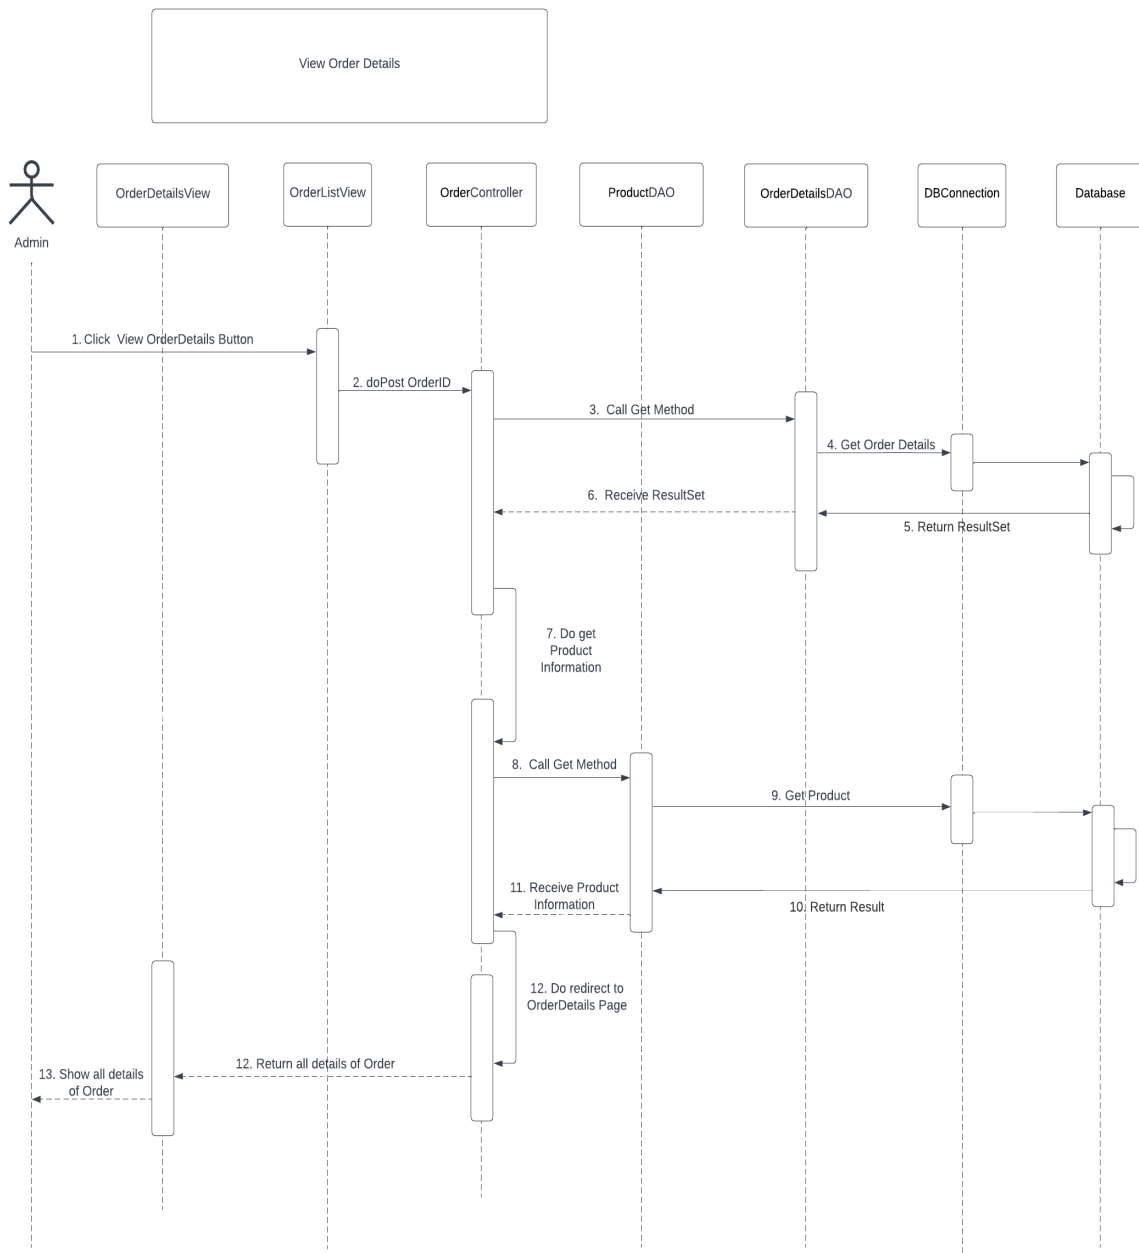 View Order Details
Admin
OrderDetailsView
OrderListView
OrderController
ProductDAO
OrderDetailsDAO
DBConnection
Database
1. Click  View OrderDetails Button
2. doPost OrderID
3.  Call Get Method
4. Get Order Details
6.  Receive ResultSet
5. Return ResultSet
7. Do get
Product
Information
8.  Call Get Method
9. Get Product
11. Receive Product
Information
10. Return Result
12. Do redirect to
OrderDetails Page
12. Return all details of Order
13. Show all details
of Order